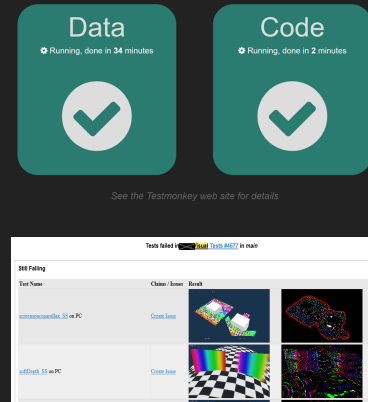 Data
Running, done in 34 minutes
Code
Running, done in 2 minutes
See the Testmonkey web site for details
Tests failed in Visual Tests #4577 in main
Still Failing
Test Name Claims / Issues Result
on PC Create Issue
softDepth_SS on PC Create Issue